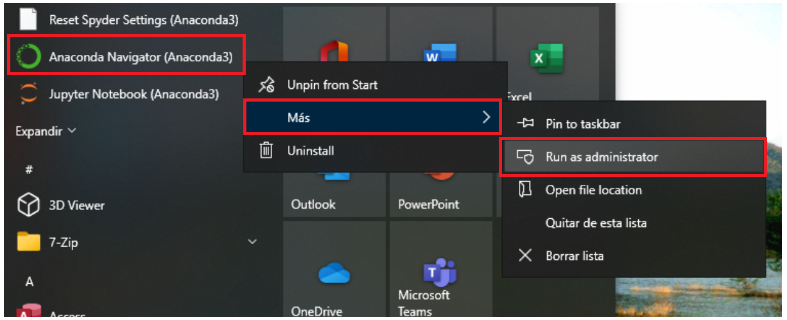 Reset Spyder Settings (Anaconda3)
Anaconda Navigator (Anaconda3)
Jupyter Notebook (Anaconda3)
Expandir
#
3D Viewer
7-Zip
A
Access
Unpin from Start
Más
Uninstall
Excel
Outlook
PowerPoint
OneDrive
Microsoft
Teams
Pin to taskbar
Run as administrator
Open file location
Quitar de esta lista
Borrar lista